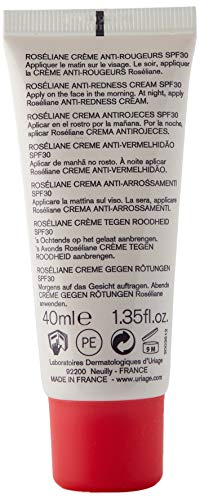 ROSÉLIANE CRÈME ANTI-ROUGEURS SPF30
Appliquer le matin sur le visage. Le soir, appliquer
la CRÈME ANTI-ROUGEURS Roséliane.
ROSÉLIANE ANTI-REDNESS CREAM SPF30
Apply on the face in the morning. At night, apply
Roséliane ANTI-REDNESS CREAM.
ROSÉLIANE CREMA ANTIROJECES SPF30
Aplicar en el rostro por la mañana. Por la noche,
aplicar Roséliane CREMA ANTIROJECES.
ROSÉLIANE CREME ANTI-VERMELHIDÃO
SPF30
Aplicar de manhã no rosto. À noite aplicar
Roséliane CREME ANTI-VERMELHIDÃO.
ROSÉLIANE CREMA ANTI-ARROSSAMENTI
SPF30
Applicare la mattina sul viso. La sera, applicare
Roséliane CREMA ANTI-ARROSSAMENTI.
ROSÉLIANE CRÈME TEGEN ROODHEID SPF30
's Ochtends op het gelaat aanbrengen.
's Avonds Roséliane CRÈME TEGEN
ROODHEID aanbrengen.
ROSÉLIANE CREME GEGEN RÖTUNGEN
SPF30
Morgens auf das Gesicht auftragen. Abends
CREME GEGEN RÖTUNGEN Roséliane
anwenden.
40ml℮ 1.35fl.oz.
PE
9 M
Laboratoires Dermatologiques d'Uriage
92200 Neuilly - FRANCE
MADE IN FRANCE - www.uriage.com